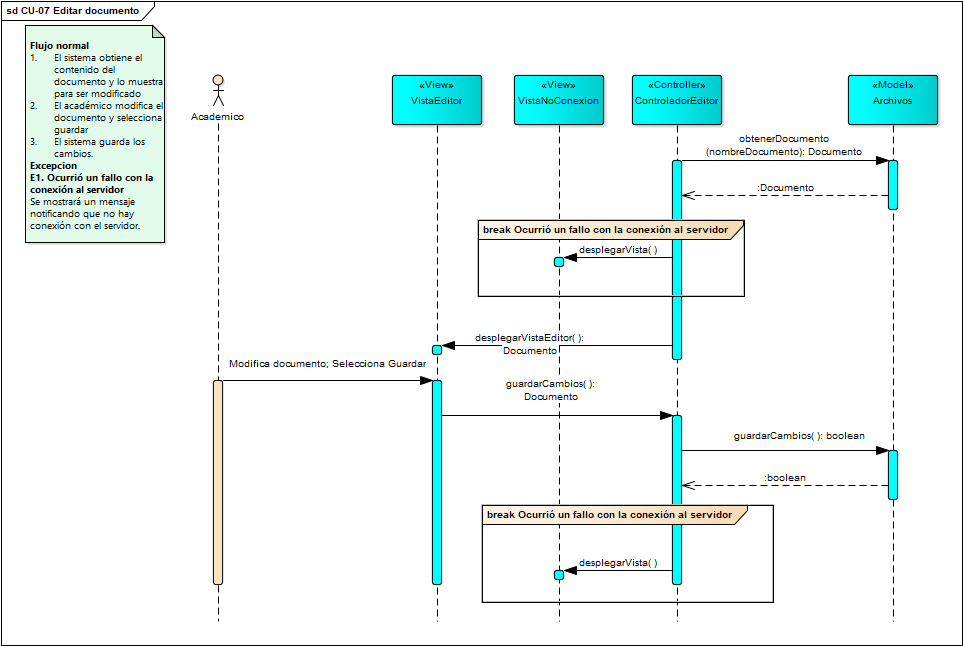 sd CU-07 Editar documento
Flujo normal
1. El sistema obtiene el
contenido del
documento y lo muestra
para ser modificado
2. El académico modifica el
documento y selecciona
guardar
3. El sistema guarda los
cambios.
Excepcion
E1. Ocurrió un fallo con la
conexión al servidor
Se mostrará un mensaje
notificando que no hay
conexión con el servidor.
Academico
«View»
VistaEditor
«View»
VistaNoConexion
«Controller»
ControladorEditor
«Model»
Archivos
obtenerDocumento
(nombreDocumento): Documento
:Documento
break Ocurrió un fallo con la conexión al servidor
desplegarVista( )
desplegarVistaEditor( ):
Documento
Modifica documento; Selecciona Guardar
guardarCambios( ):
Documento
guardarCambios( ): boolean
:boolean
break Ocurrió un fallo con la conexión al servidor
desplegarVista( )